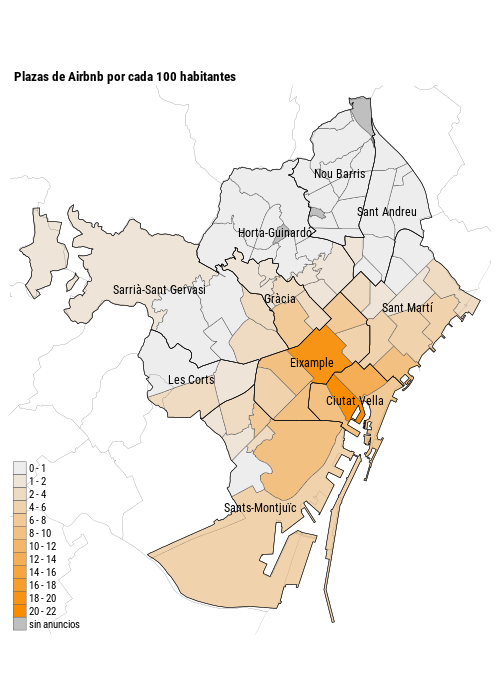 Plazas de Airbnb por cada 100 habitantes
Nou Barris
Sant Andreu
Horta-Guinardó
Sarrià-Sant Gervasi
Gràcia
Sant Martí
Eixample
Les Corts
Ciutat Vella
Sants-Montjuïc
0 - 1
1 - 2
2 - 4
4 - 6
6 - 8
8 - 10
10 - 12
12 - 14
14 - 16
16 - 18
18 - 20
20 - 22
sin anuncios